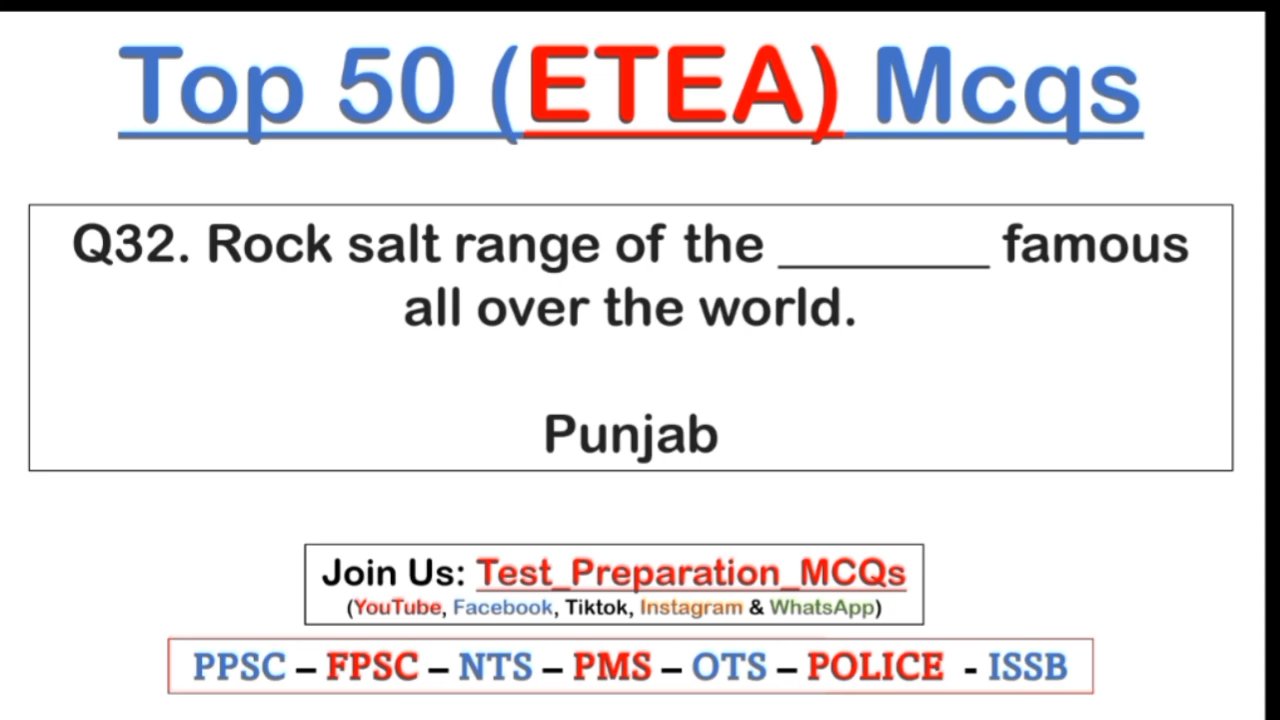 Top 50 (ETEA) Mcqs
Q32. Rock salt range of the ________ famous
all over the world.
Punjab
Join Us: Test_Preparation_MCQs
(YouTube, Facebook, Tiktok, Instagram & WhatsApp)
PPSC – FPSC – NTS – PMS – OTS – POLICE - ISSB